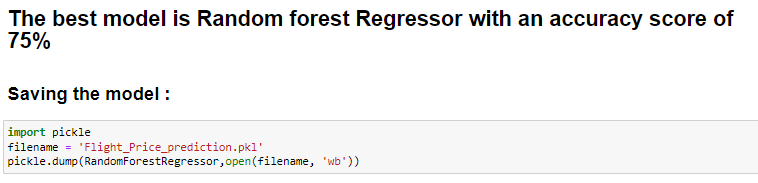 The best model is Random forest Regressor with an accuracy score of
75%
Saving the model :
import pickle
filename = 'Flight_Price_prediction.pkl'
pickle.dump(RandomForestRegressor,open(filename, 'wb'))